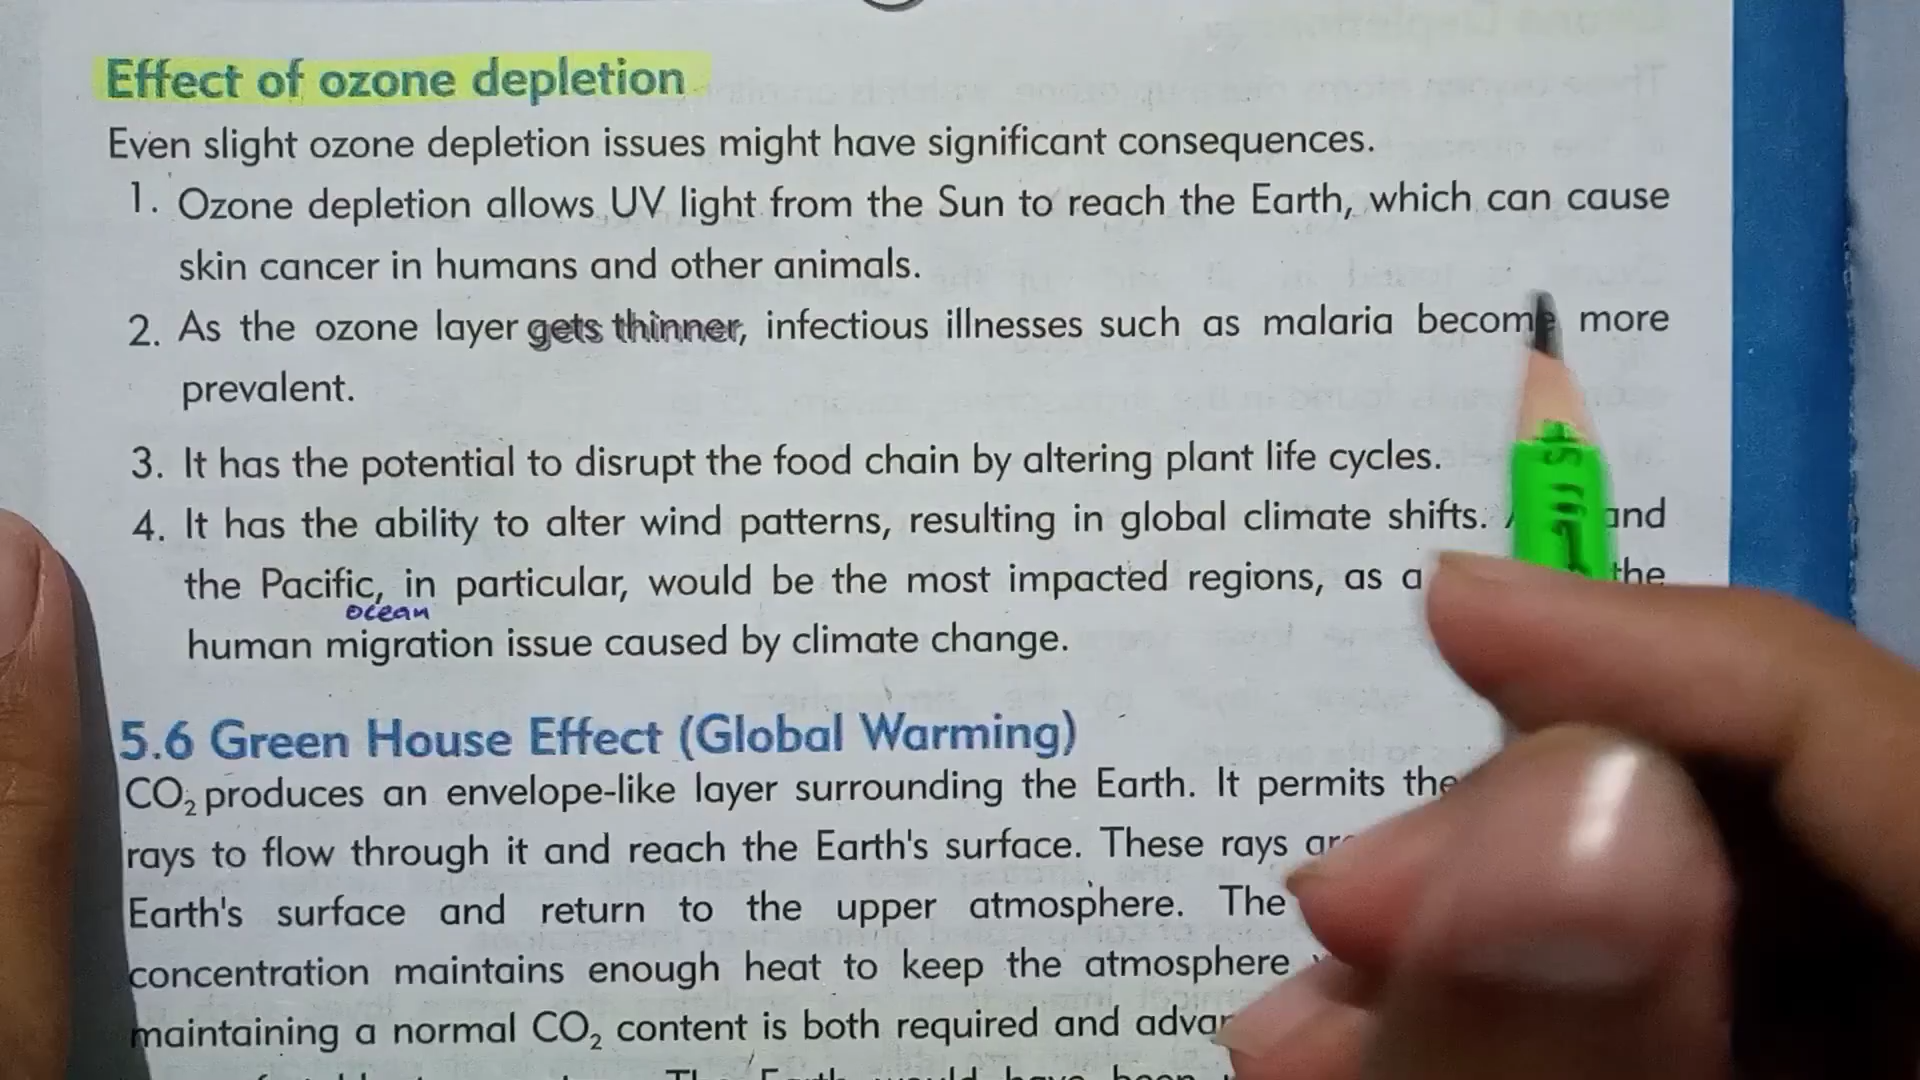 Effect of ozone depletion
Even slight ozone depletion issues might have significant consequences.
1. Ozone depletion allows UV light from the Sun to reach the Earth, which can cause
skin cancer in humans and other animals.
2. As the ozone layer gets thinner, infectious illnesses such as malaria become more
prevalent.
3. It has the potential to disrupt the food chain by altering plant life cycles.
4. It has the ability to alter wind patterns, resulting in global climate shifts. and
the Pacific, in particular, would be the most impacted regions, as a the
ocean
human migration issue caused by climate change.
5.6 Green House Effect (Global Warming)
CO₂ produces an envelope-like layer surrounding the Earth. It permits the
rays to flow through it and reach the Earth's surface. These rays
Earth's surface and return to the upper atmosphere. The
concentration maintains enough heat to keep the atmosphere
maintaining a normal CO₂ content is both required and
The Earth would have been